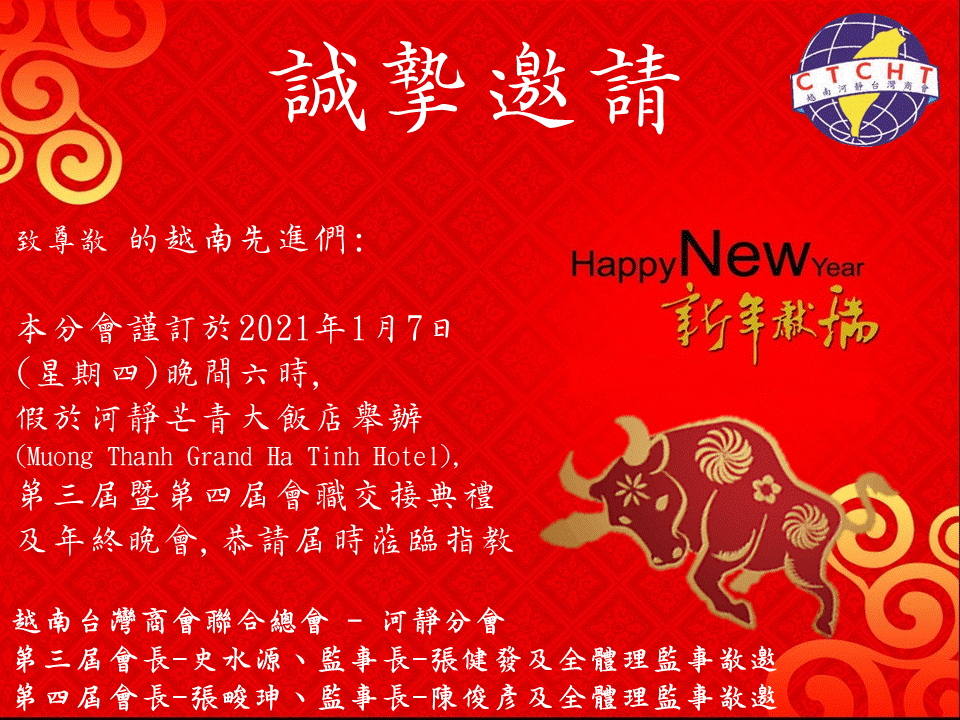 誠摯邀請
CTCHT
越南河靜台灣商會
致尊敬 的越南先進們:
Happy New Year
新年獻瑞
本分會謹訂於2021年1月7日
(星期四)晚間六時,
假於河靜芒青大飯店舉辦
(Muong Thanh Grand Ha Tinh Hotel),
第三屆暨第四屆會職交接典禮
及年終晚會,恭請屆時蒞臨指教
越南台灣商會聯合總會 - 河靜分會
第三屆會長-史水源、監事長-張健發及全體理監事敬邀
第四屆會長-張畯珅、監事長-陳俊彥及全體理監事敬邀